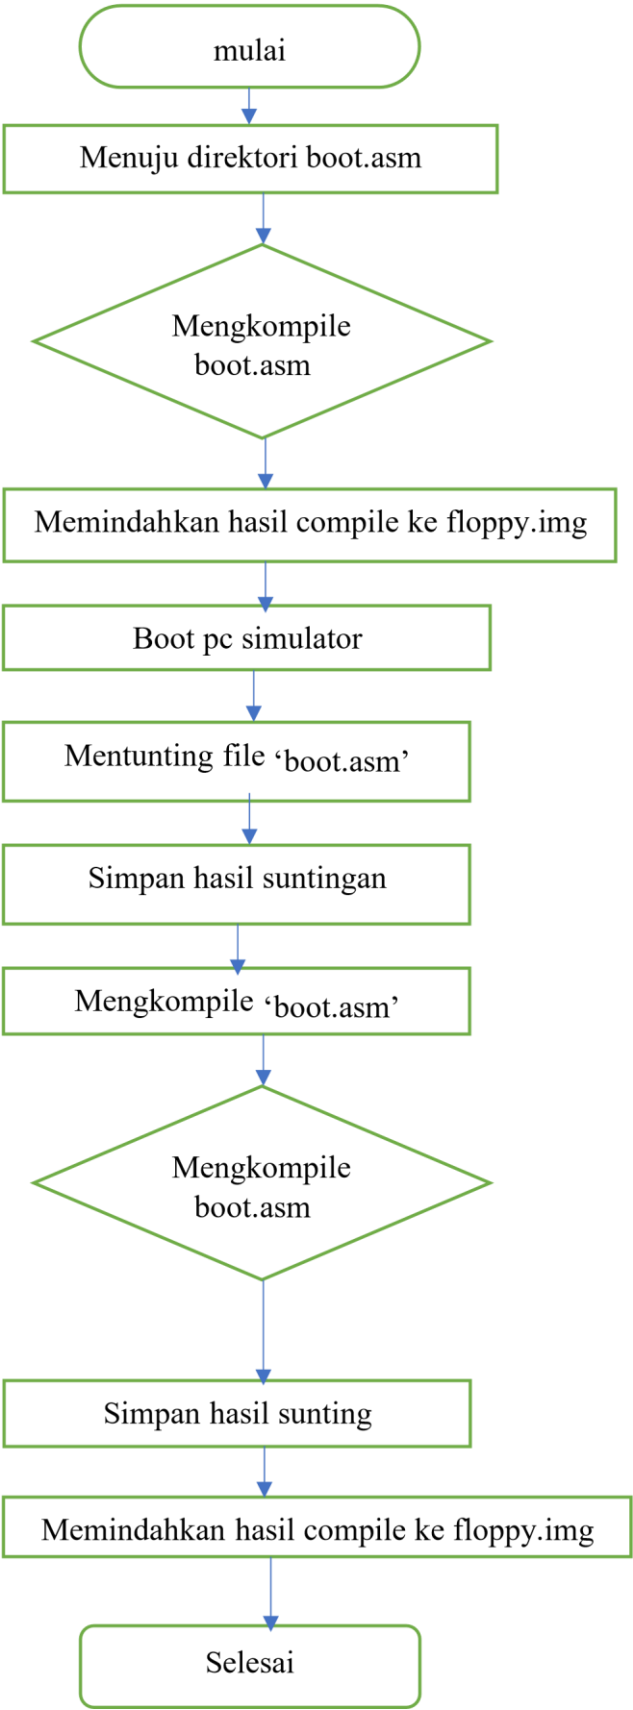 mulai
Menuju direktori boot.asm
Mengkompile
boot.asm
Memindahkan hasil compile ke floppy.img
Boot pc simulator
Mentunting file ‘boot.asm’
Simpan hasil suntingan
Mengkompile ‘boot.asm’
Mengkompile
boot.asm
Simpan hasil sunting
Memindahkan hasil compile ke floppy.img
Selesai